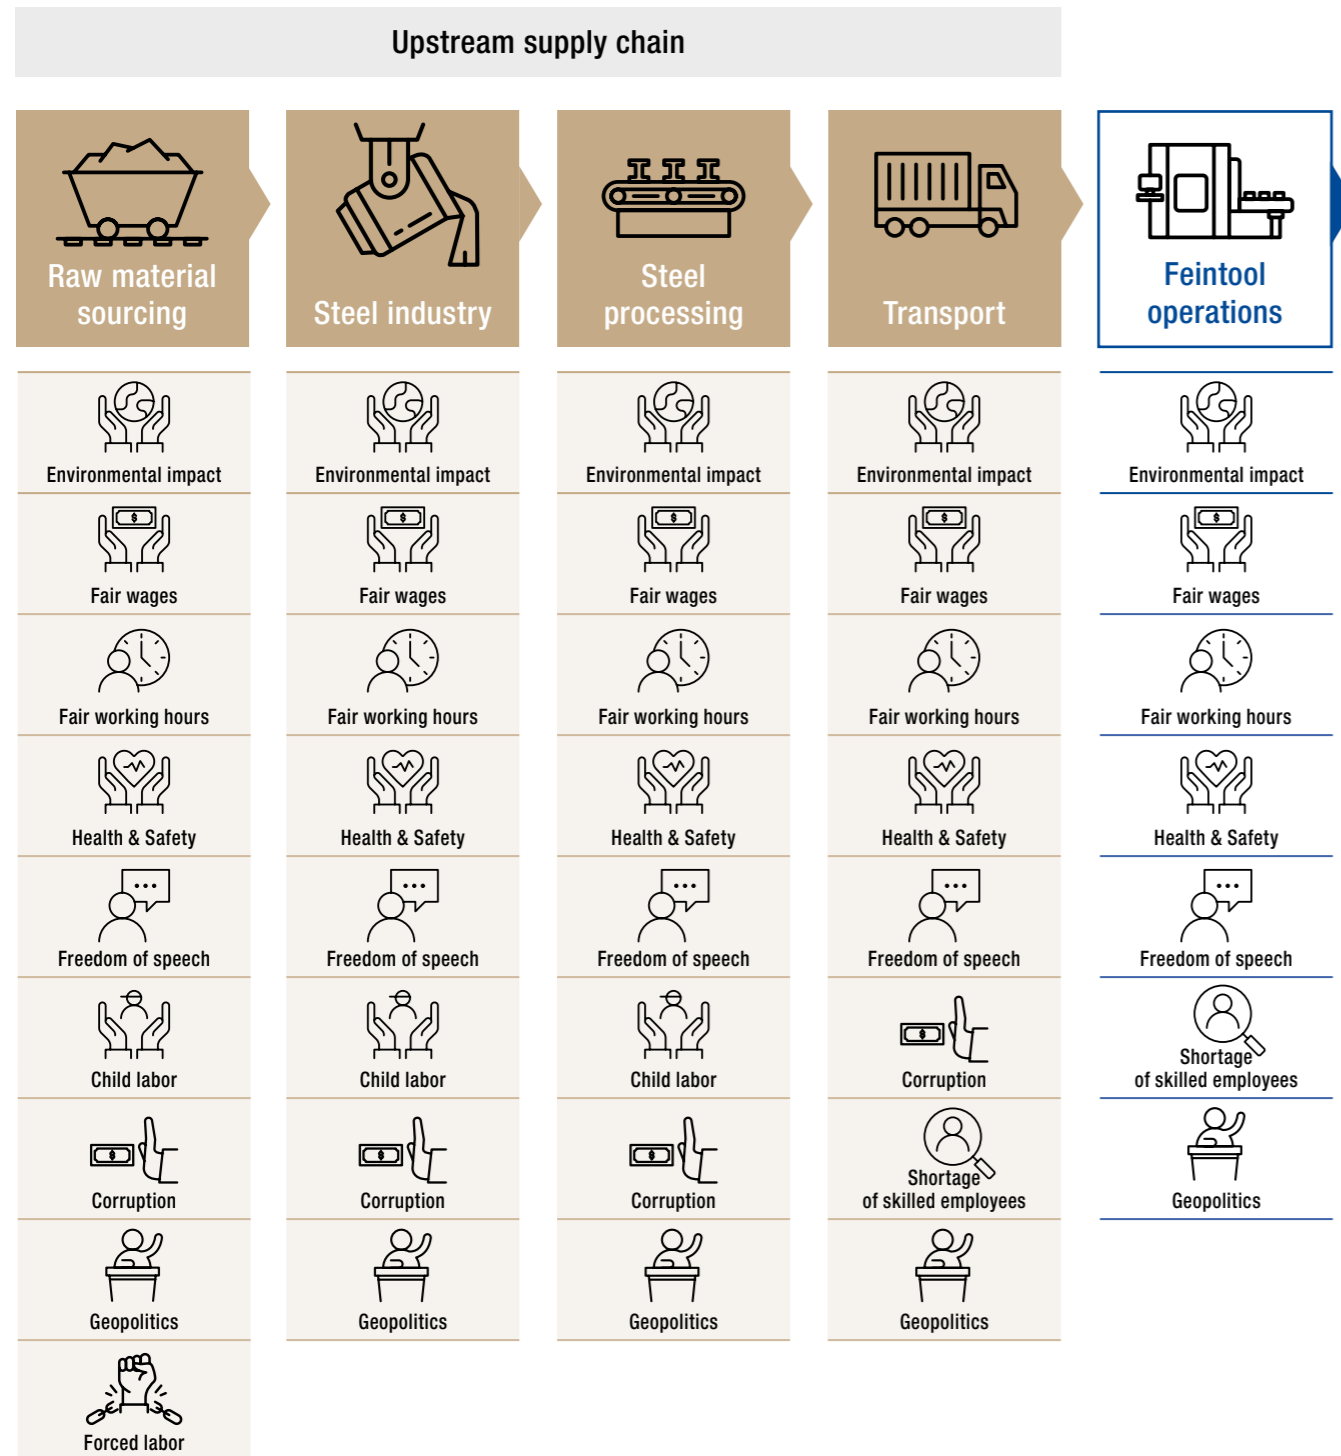 Upstream supply chain
Raw material
sourcing
Steel industry
Steel
processing
Transport
Feintool
operations
Environmental impact
Environmental impact
Environmental impact
Environmental impact
Environmental impact
$
$
$
$
$
Fair wages
Fair wages
Fair wages
Fair wages
Fair wages
Fair working hours
Fair working hours
Fair working hours
Fair working hours
Fair working hours
Health & Safety
Health & Safety
Health & Safety
Health & Safety
Health & Safety
Freedom of speech
Freedom of speech
Freedom of speech
Freedom of speech
Freedom of speech
Child labor
Child labor
Child labor
$
Corruption
Shortage
of skilled employees
$
Corruption
$
Corruption
$
Corruption
Shortage
of skilled employees
Geopolitics
Geopolitics
Geopolitics
Geopolitics
Geopolitics
Forced labor